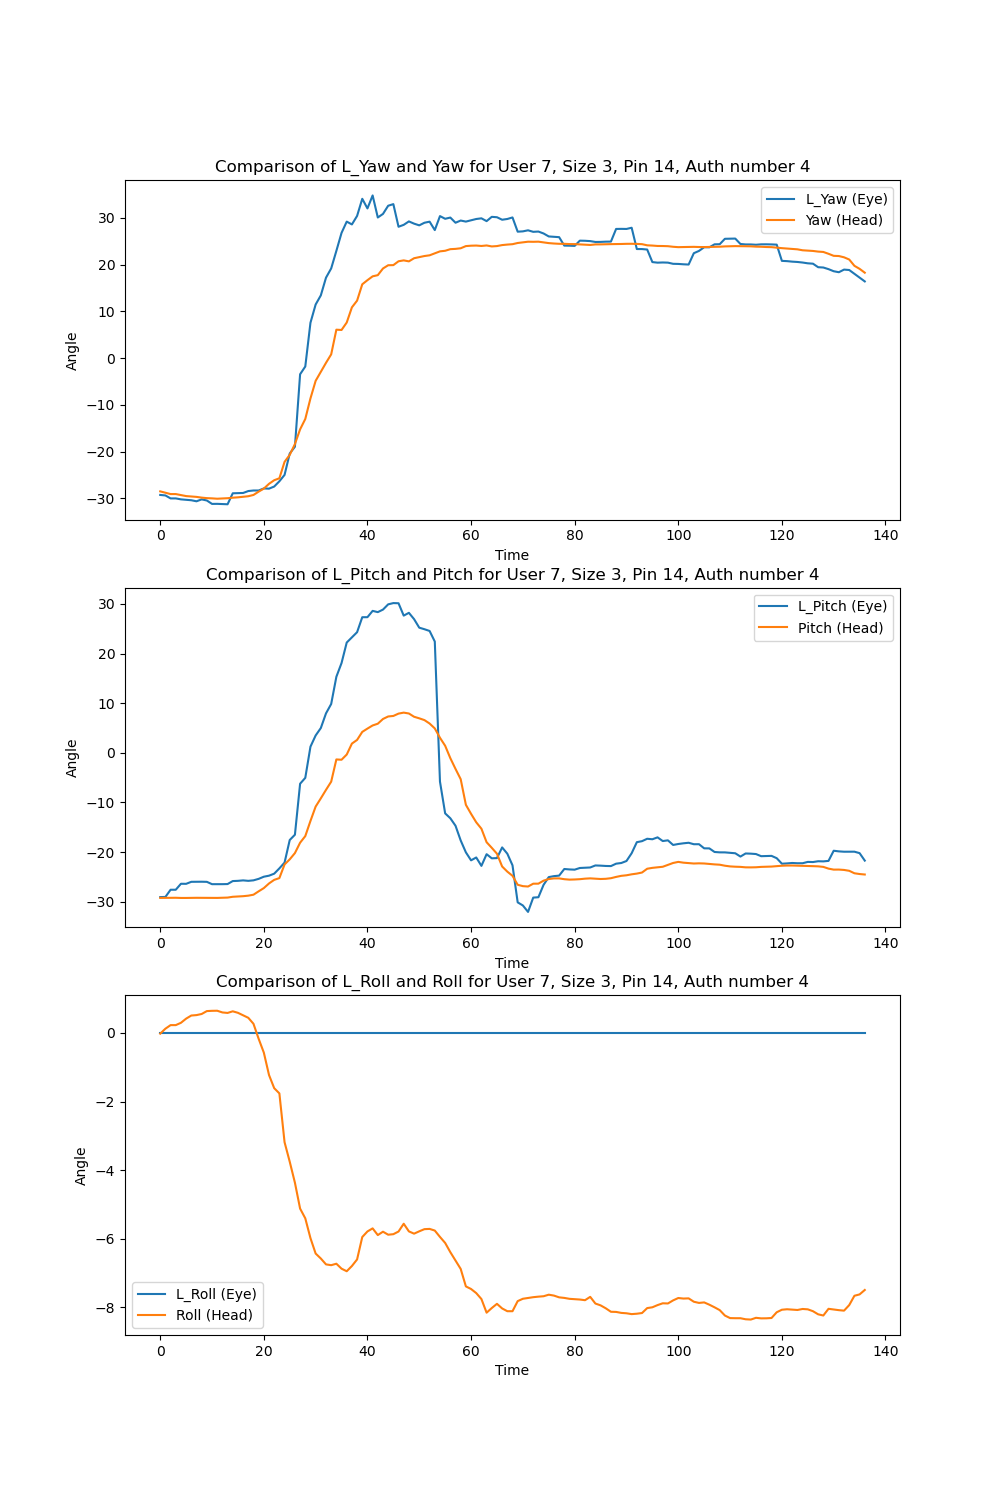 Comparison of L_Yaw and Yaw for User 7, Size 3, Pin 14, Auth number 4
L_Yaw (Eye)
Yaw (Head)
30
20
10
0
−10
−20
−30
Angle
0 20 40 60 80 100 120 140
Time
Comparison of L_Pitch and Pitch for User 7, Size 3, Pin 14, Auth number 4
L_Pitch (Eye)
Pitch (Head)
30
20
10
0
−10
−20
−30
Angle
0 20 40 60 80 100 120 140
Time
Comparison of L_Roll and Roll for User 7, Size 3, Pin 14, Auth number 4
0
−2
−4
−6
−8
Angle
L_Roll (Eye)
Roll (Head)
0 20 40 60 80 100 120 140
Time